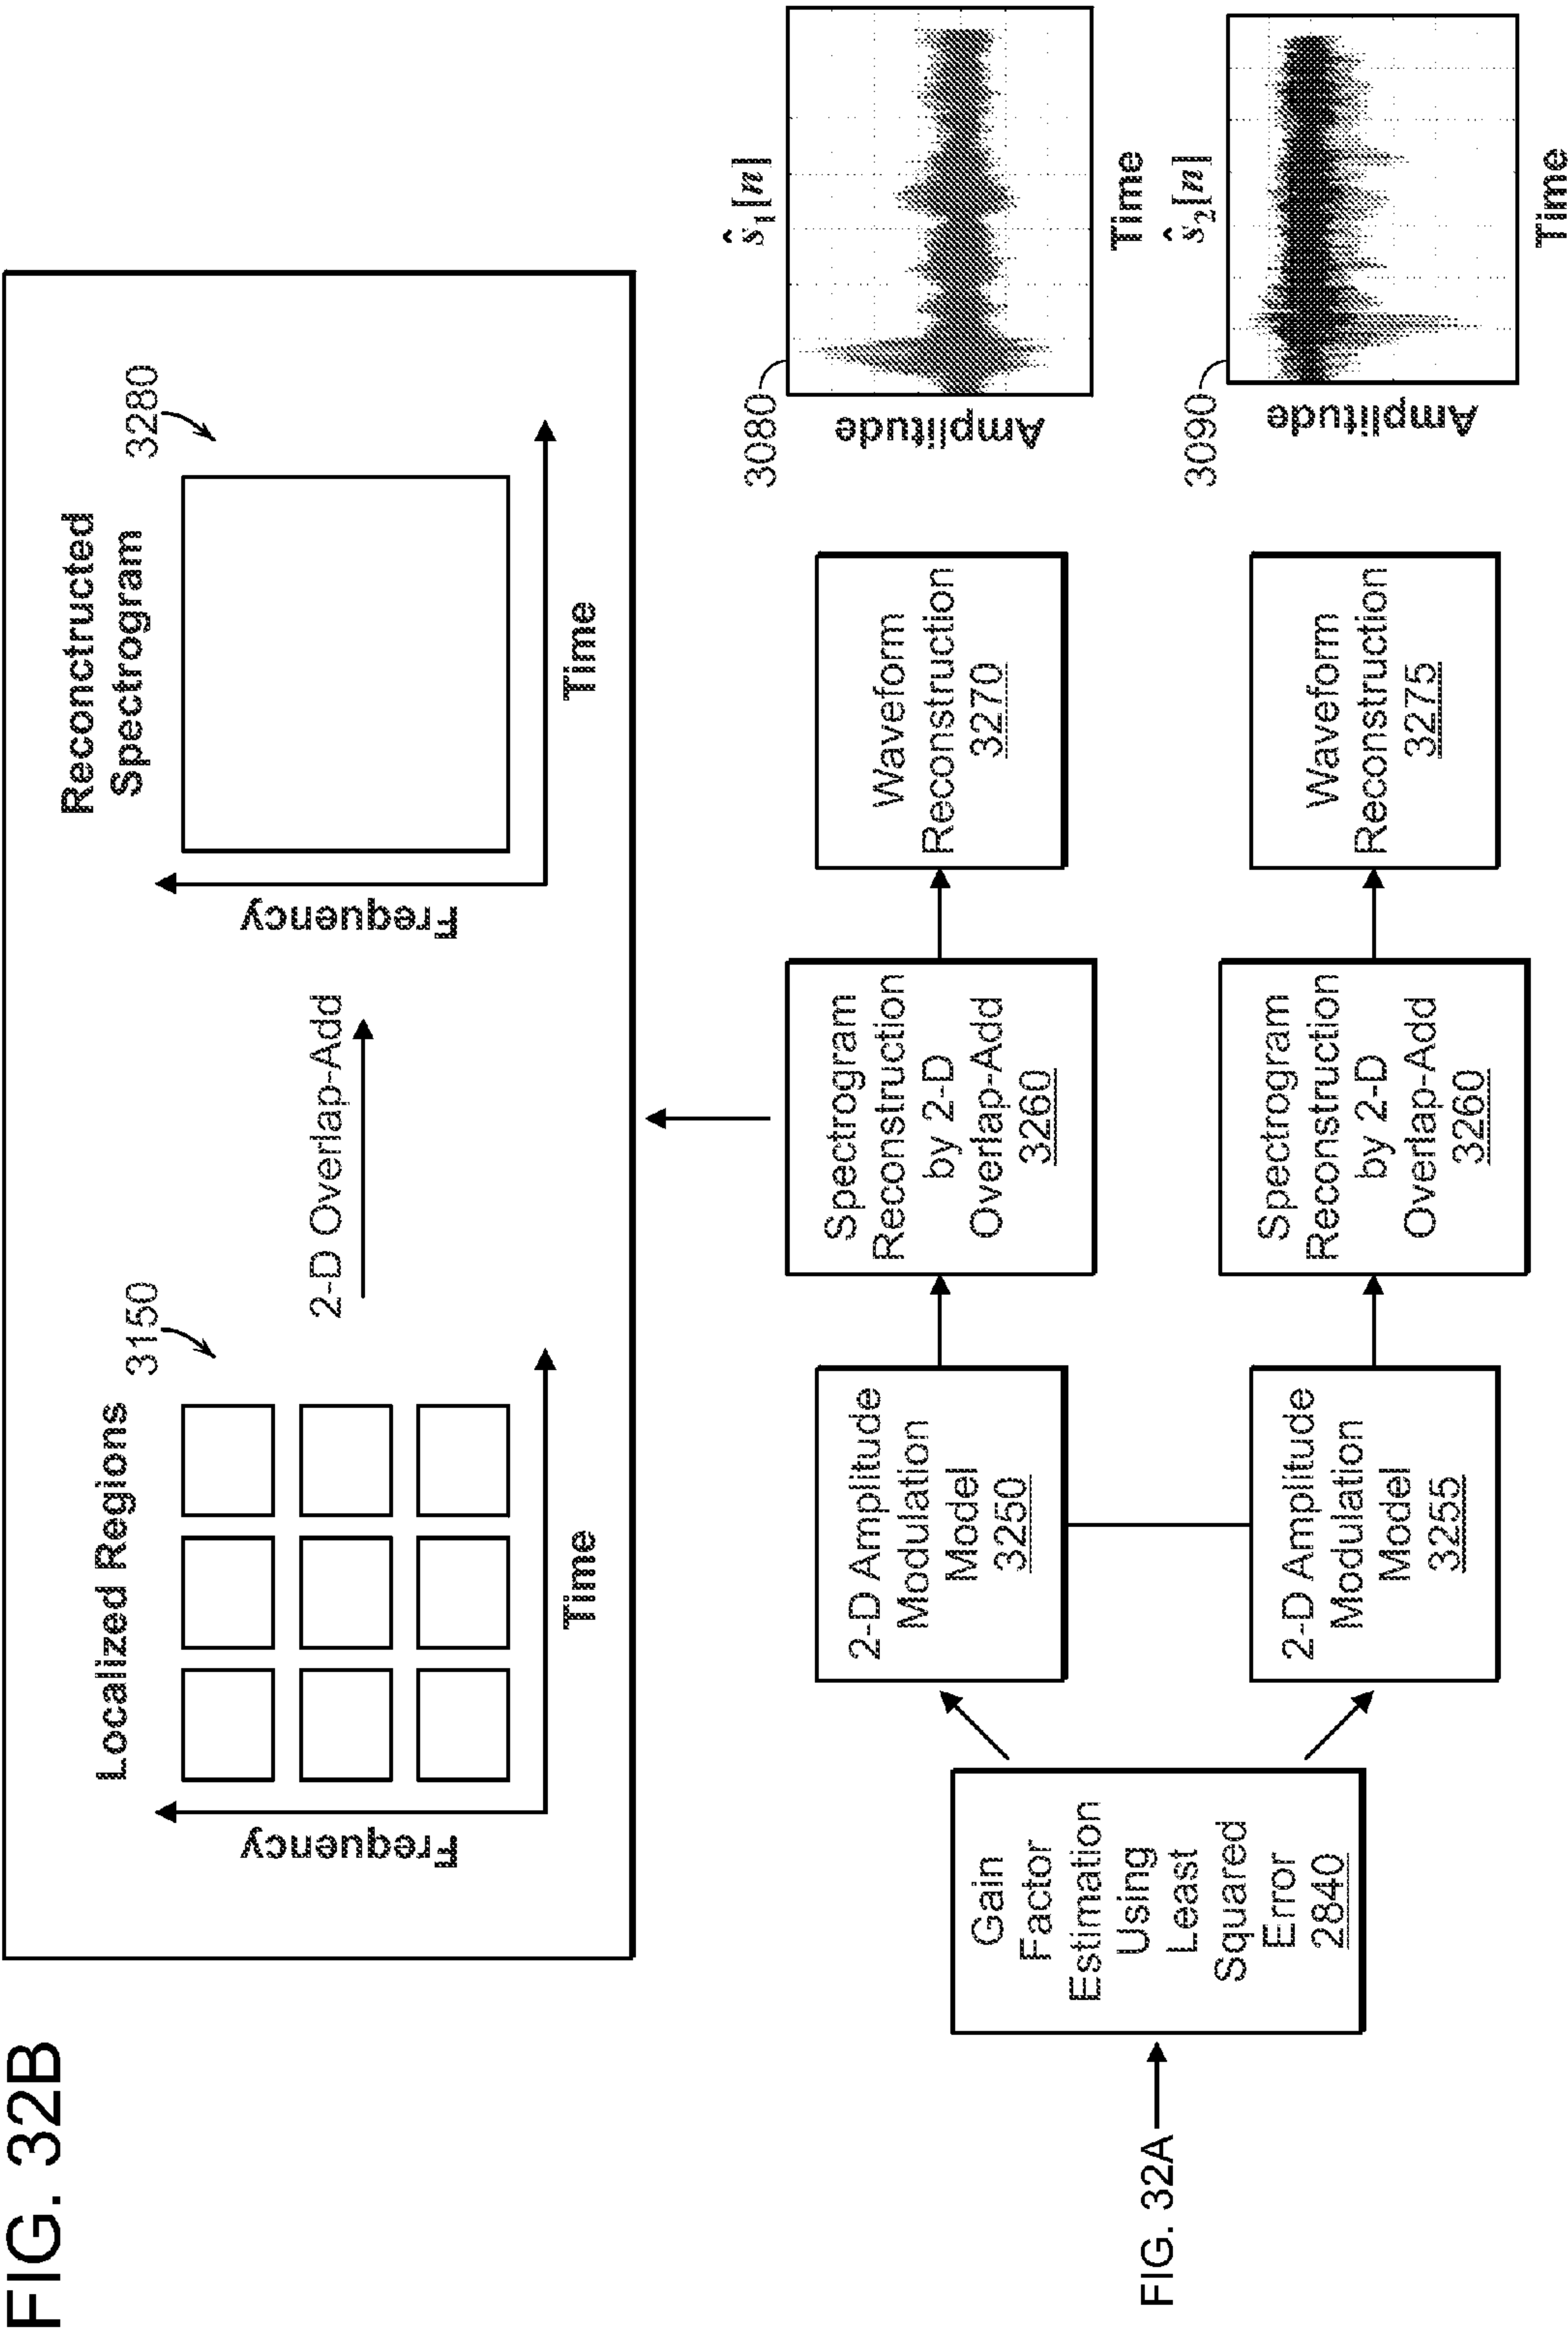 FIG. 32B
Localized Regions
3150
Frequency
Time
2-D Overlap-Add
Reconctructed
Spectrogram
3280
Frequency
Time
FIG. 32A
Gain
Factor
Estimation
Using
Least
Squared
Error
2840
2-D Amplitude
Modulation
Model
3250
Spectrogram
Reconstruction
by 2-D
Overlap-Add
3260
Waveform
Reconstruction
3270
3080
ŝ₁[n]
Amplitude
Time
2-D Amplitude
Modulation
Model
3255
Spectrogram
Reconstruction
by 2-D
Overlap-Add
3260
Waveform
Reconstruction
3275
3090
ŝ₂[n]
Amplitude
Time